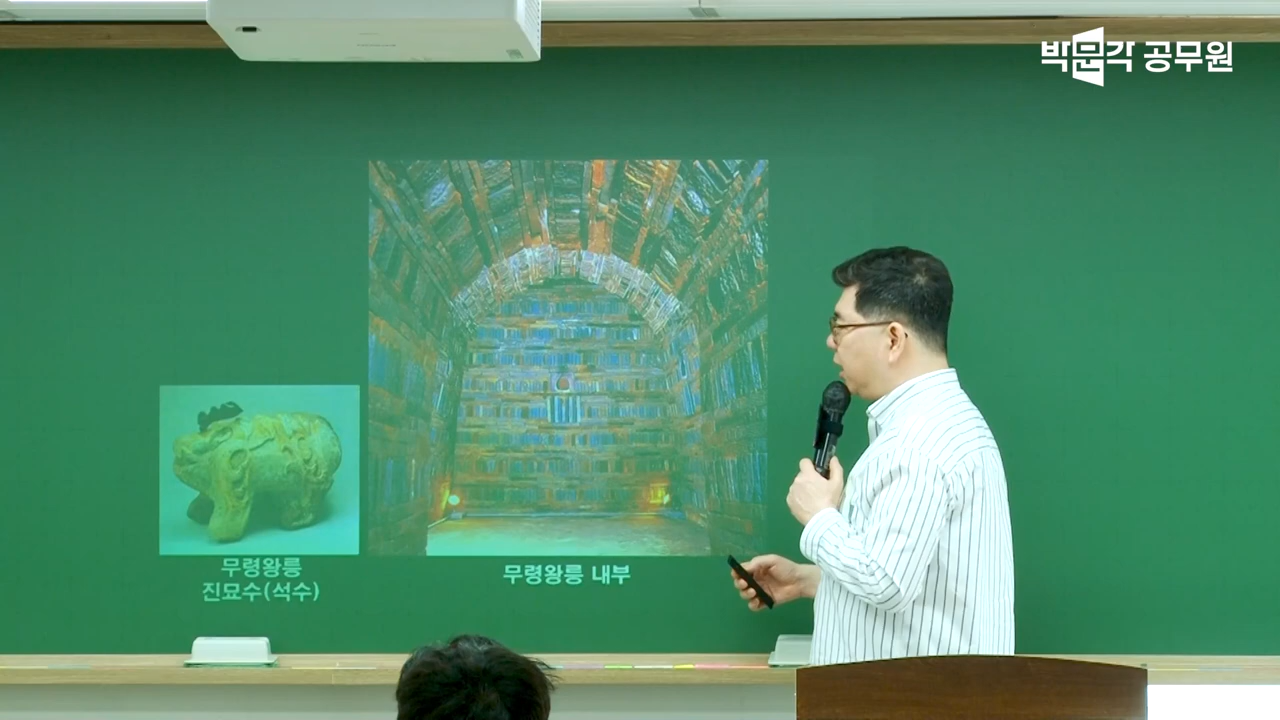 박문각 공무원
무령왕릉
진묘수(석수)
무령왕릉 내부